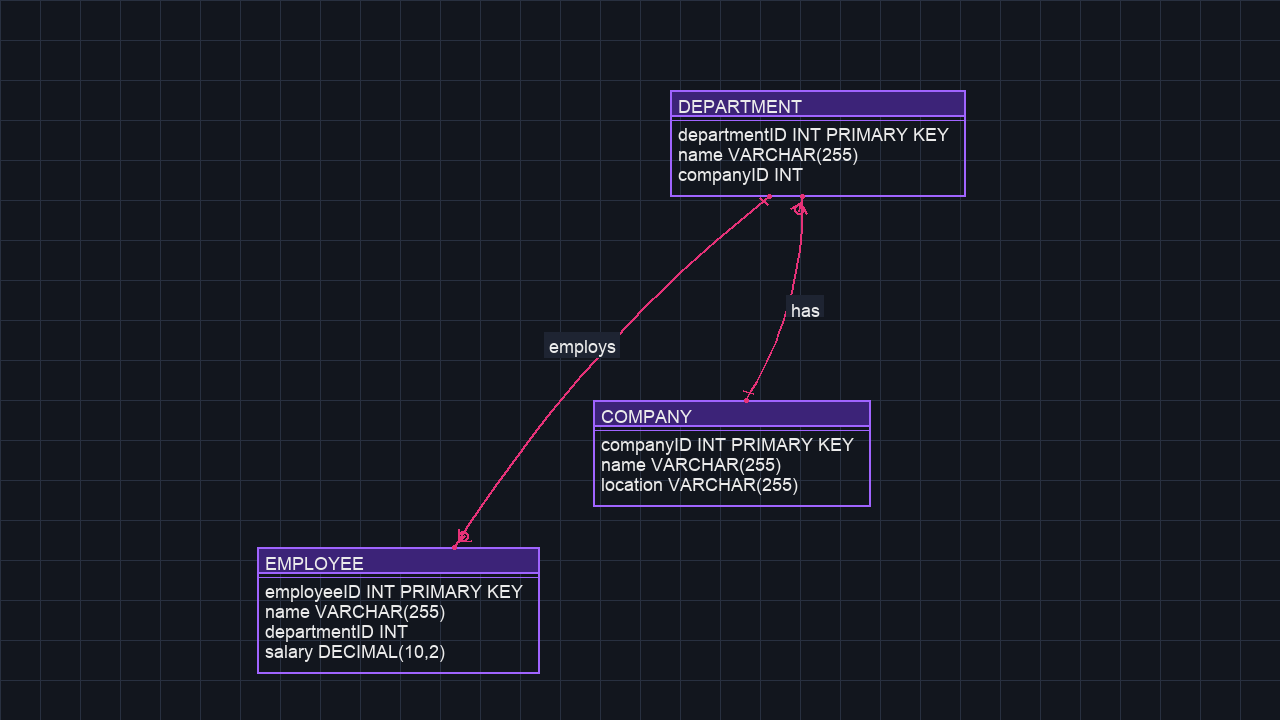 DEPARTMENT
departmentID INT PRIMARY KEY
name VARCHAR(255)
companyID INT
has
employs
COMPANY
companyID INT PRIMARY KEY
name VARCHAR(255)
location VARCHAR(255)
EMPLOYEE
employeeID INT PRIMARY KEY
name VARCHAR(255)
departmentID INT
salary DECIMAL(10,2)